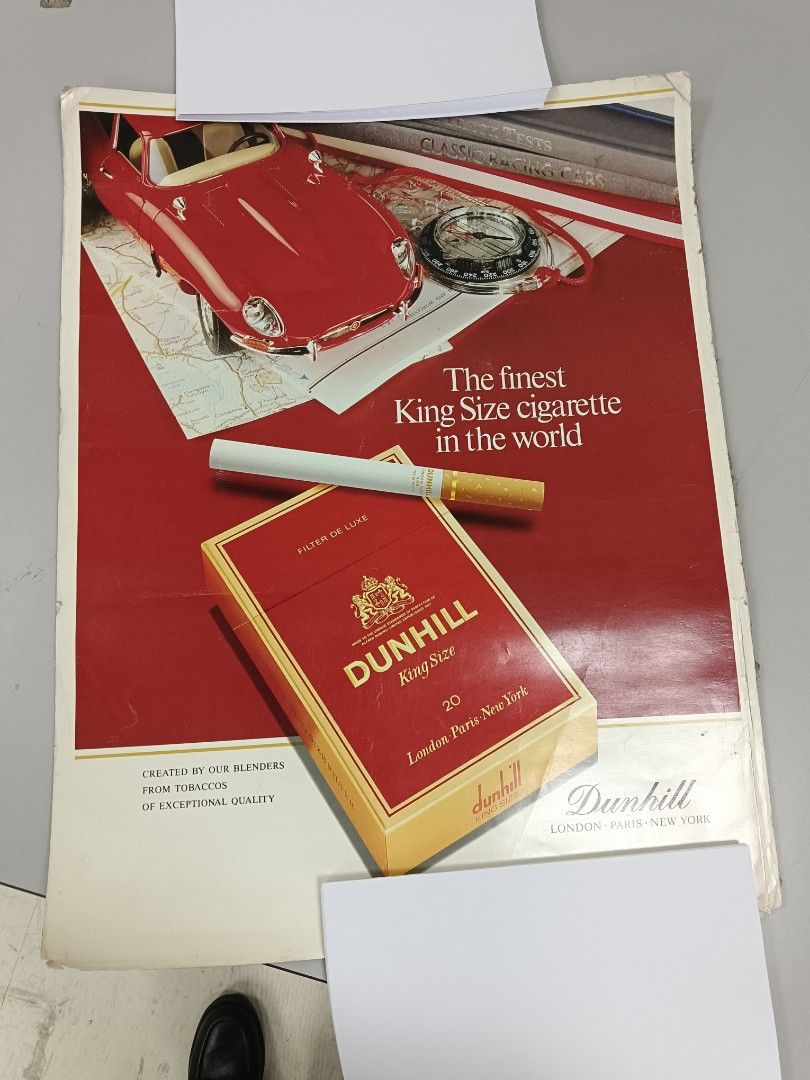 CLASSIC RACING CARS
The finest
King Size cigarette
in the world
DUNHILL
FILTER DE LUXE
DUNHILL
King Size
20
London·Paris·New York
dunhill
KING SIZE
CREATED BY OUR BLENDERS
FROM TOBACCOS
OF EXCEPTIONAL QUALITY
Dunhill
LONDON · PARIS · NEW YORK